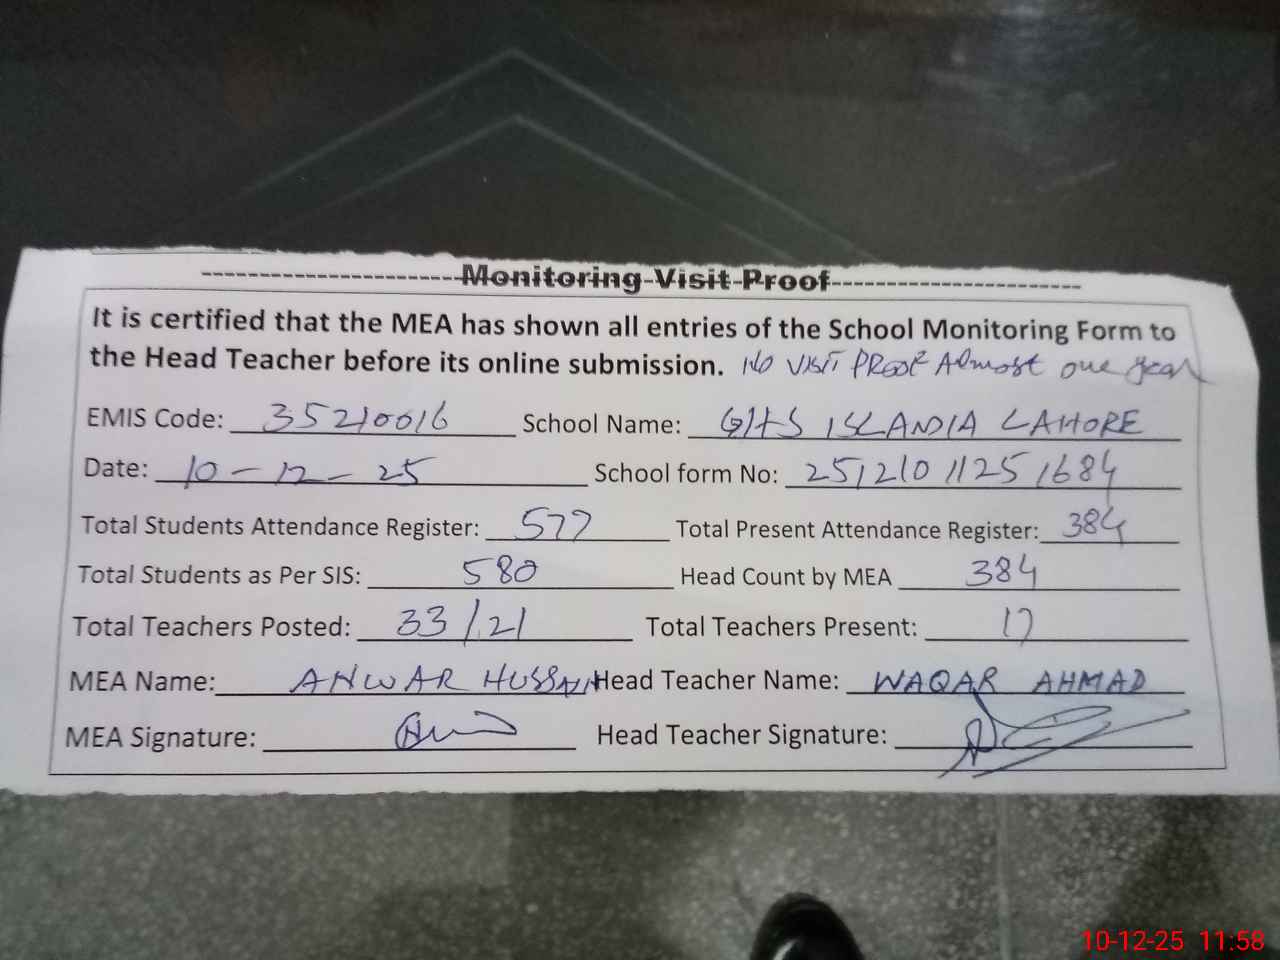 Monitoring Visit Proof
It is certified that the MEA has shown all entries of the School Monitoring Form to
the Head Teacher before its online submission. No VISIT PROOF Almost one year
EMIS Code: 35210016 School Name: GHS ISLAMIA LAHORE
Date: 10-12-25 School form No: 251210 1125 1684
Total Students Attendance Register: 577 Total Present Attendance Register: 384
Total Students as Per SIS: 580 Head Count by MEA 384
Total Teachers Posted: 33/21 Total Teachers Present: 17
MEA Name: ANWAR HUSSAIN Head Teacher Name: WAQAR AHMAD
MEA Signature: Head Teacher Signature:
10-12-25 11:58